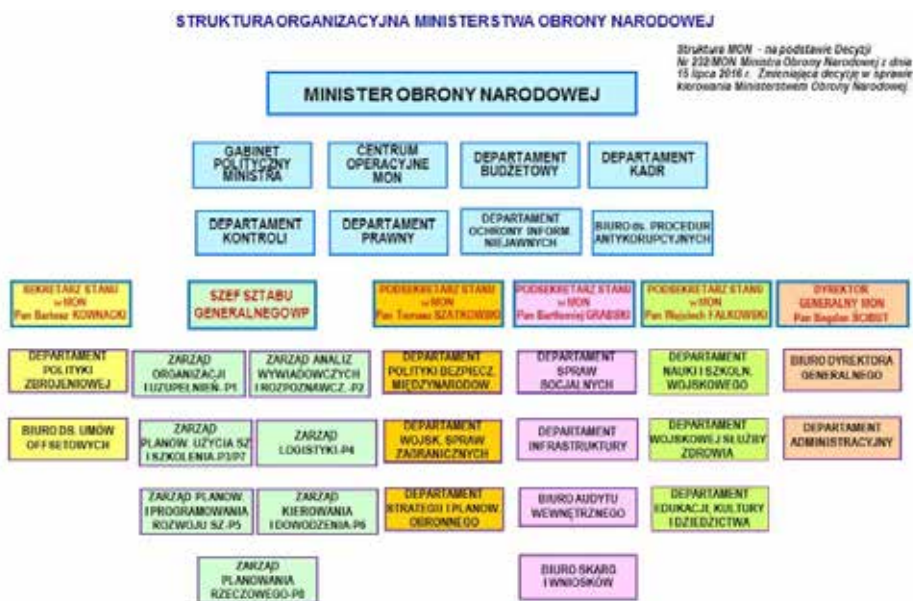 STRUKTURA ORGANIZACYJNA MINISTERSTWA OBRONY NARODOWEJ
Struktura MON - na podstawie Decyzji
Nr 232/MON Ministra Obrony Narodowej z dnia
15 lipca 2016 r. Zmieniająca decyzję w sprawie
kierowania Ministerstwem Obrony Narodowej.
MINISTER OBRONY NARODOWEJ
GABINET
POLITYCZNY
MINISTRA
CENTRUM
OPERACYJNE
MON
DEPARTAMENT
BUDŻETOWY
DEPARTAMENT
KADR
DEPARTAMENT
KONTROLI
DEPARTAMENT
PRAWNY
DEPARTAMENT
OCHRONY INFORM
NIEJAWNYCH
BIURO ds. PROCEDUR
ANTYKORUPCYJNYCH
SEKRETARZ STANU
w MON
Pan Bartosz KOWNACKI
SZEF SZTABU
GENERALNEGO WP
PODSEKRETARZ STANU
w MON
Pan Tomasz SZATKOWSKI
PODSEKRETARZ STANU
w MON
Pan Bartłomiej GRABSKI
PODSEKRETARZ STANU
w MON
Pan Wojciech FAŁKOWSKI
DYREKTOR
GENERALNY MON
Pan Bogdan ŚCIBUT
DEPARTAMENT
POLITYKI
ZBROJENIOWEJ
ZARZĄD
ORGANIZACJI
I UZUPEŁNIEŃ.-P1
ZARZĄD ANALIZ
WYWIADOWCZYCH
I ROZPOZNAWCZ.-P2
DEPARTAMENT
POLITYKI BEZPIECZ.
MIĘDZYNARODOW.
DEPARTAMENT
SPRAW
SOCJALNYCH
DEPARTAMENT
NAUKI I SZKOLN.
WOJSKOWEGO
BIURO DYREKTORA
GENERALNEGO
BIURO DS. UMÓW
OFFSETOWYCH
ZARZĄD
PLANOW. UŻYCIA SZ
I SZKOLENIA.-P3/P7
ZARZĄD
LOGISTYKI-P4
DEPARTAMENT
WOJSK. SPRAW
ZAGRANICZNYCH
DEPARTAMENT
INFRASTRUKTURY
DEPARTAMENT
WOJSKOWEJ SŁUŻBY
ZDROWIA
DEPARTAMENT
ADMINISTRACYJNY
ZARZĄD PLANOW.
I PROGRAMOWANIA
ROZWOJU SZ-P5
ZARZĄD
KIEROWANIA
I DOWODZENIA-P6
DEPARTAMENT
STRATEGII I PLANOW.
OBRONNEGO
BIURO AUDYTU
WEWNĘTRZNEGO
DEPARTAMENT
EDUKACJI, KULTURY
I DZIEDZICTWA
ZARZĄD
PLANOWANIA
RZECZOWEGO-P8
BIURO SKARG
I WNIOSKÓW